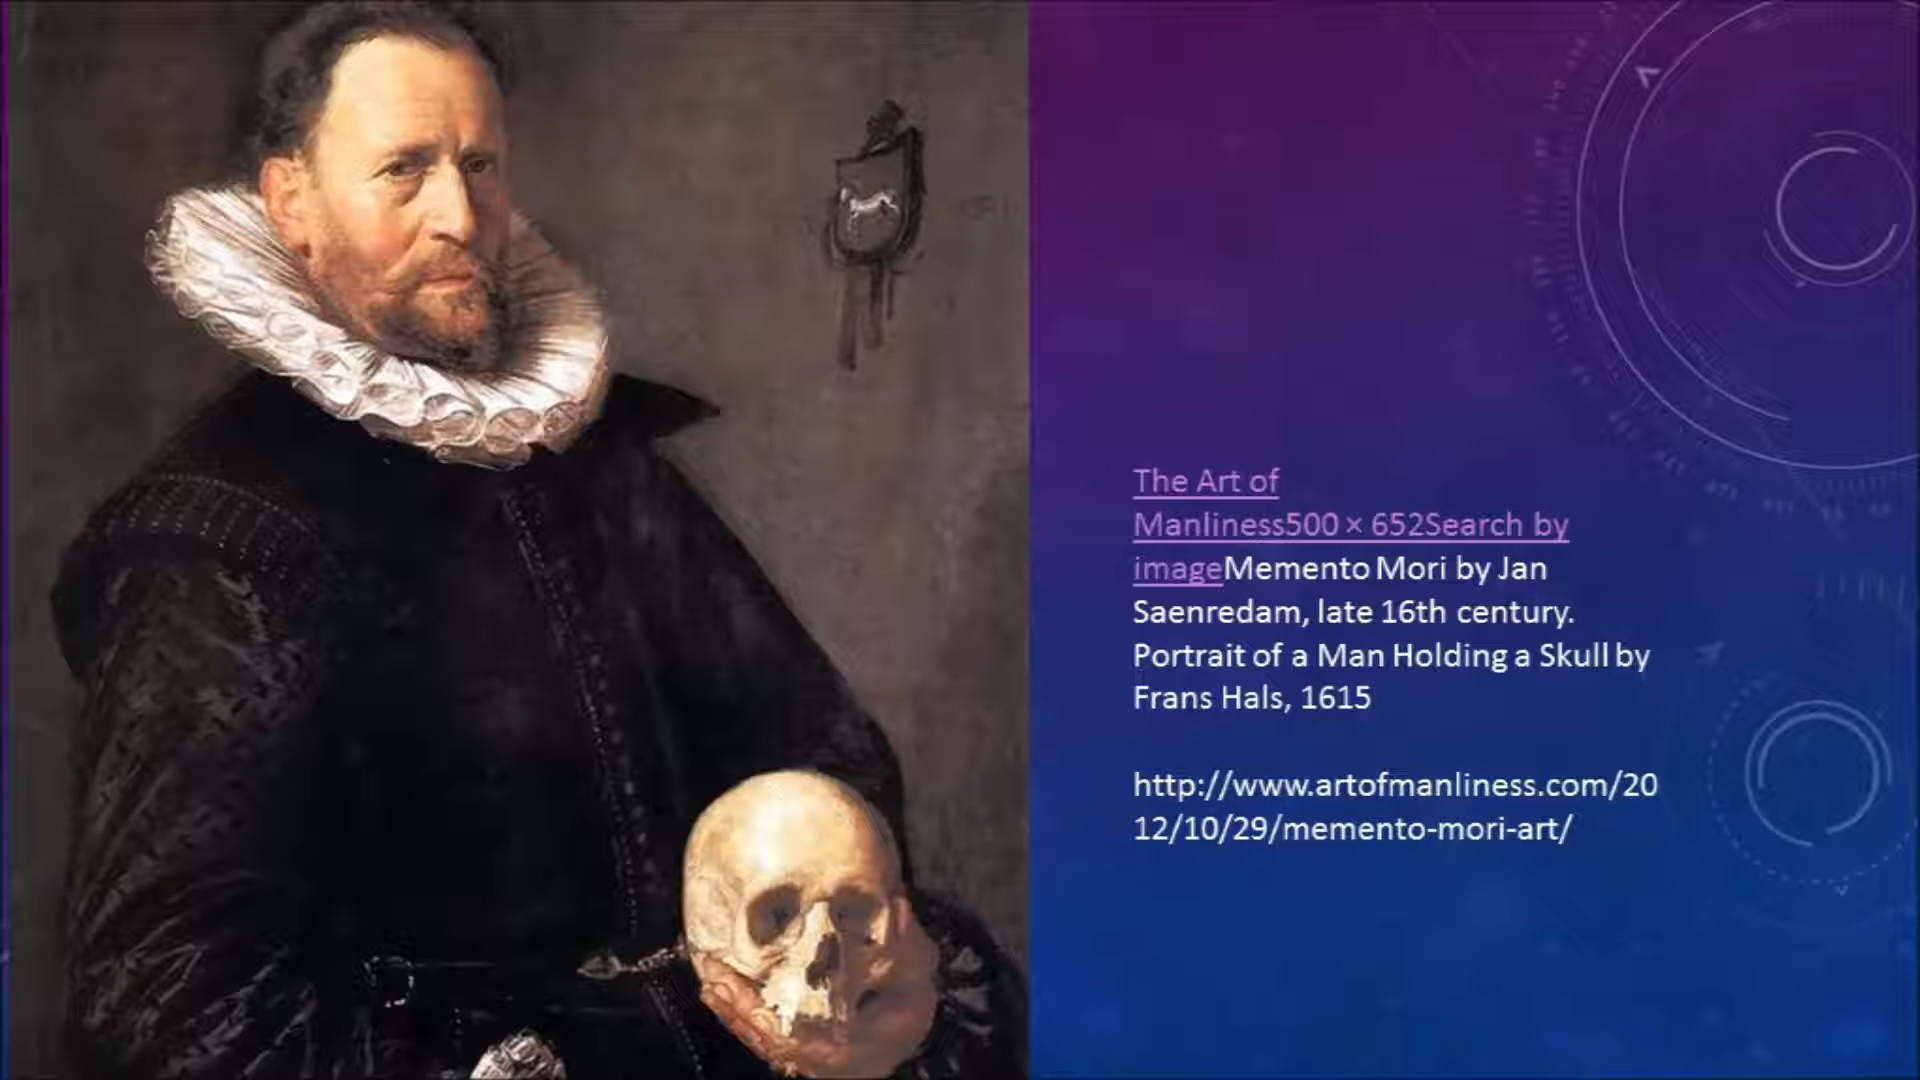 The Art of
Manliness500 × 652Search by
imageMemento Mori by Jan
Saenredam, late 16th century.
Portrait of a Man Holding a Skull by
Frans Hals, 1615
http://www.artofmanliness.com/20
12/10/29/memento-mori-art/